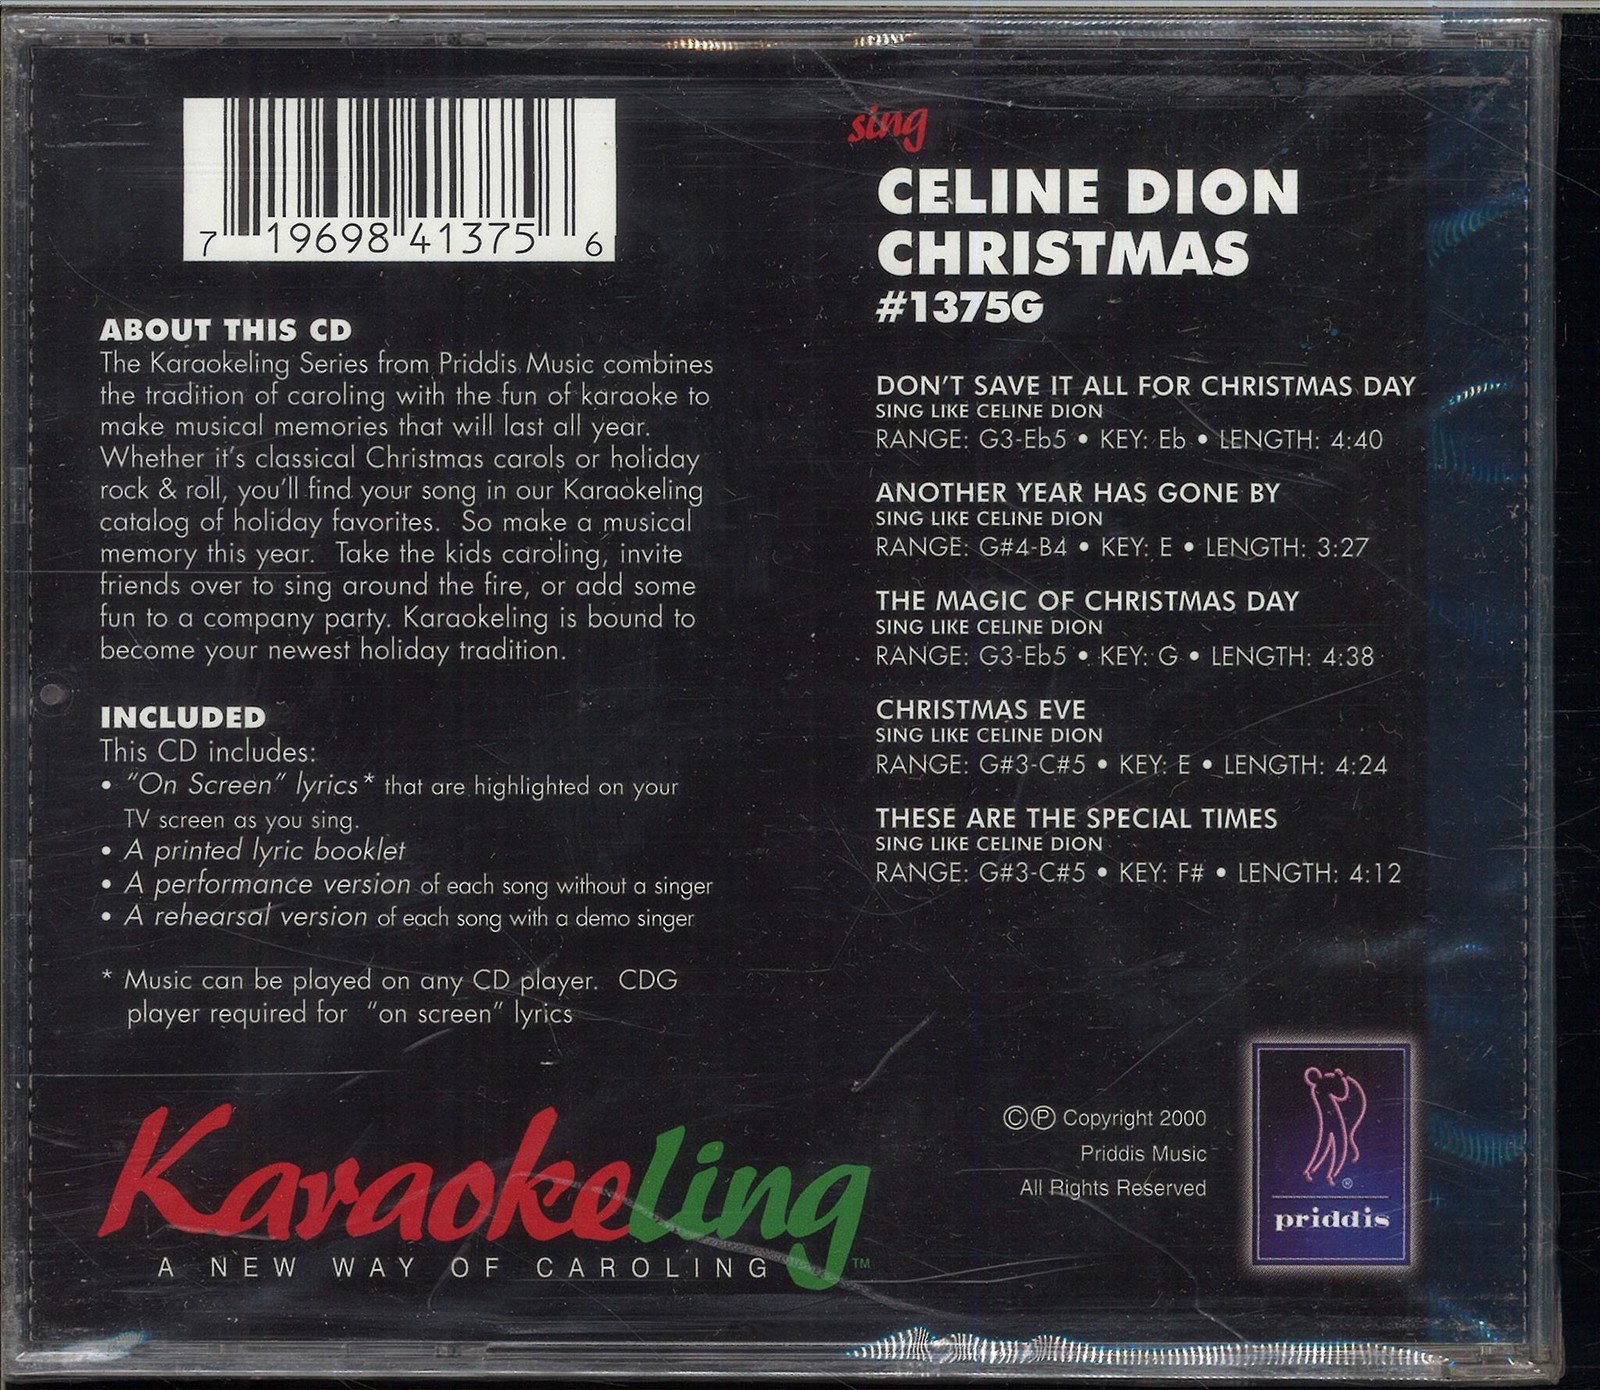 7 19698 41375 6
ABOUT THIS CD
The Karaokeling Series from Priddis Music combines
the tradition of caroling with the fun of karaoke to
make musical memories that will last all year.
Whether it's classical Christmas carols or holiday
rock & roll, you'll find your song in our Karaokeling
catalog of holiday favorites.  So make a musical
memory this year.  Take the kids caroling, invite
friends over to sing around the fire, or add some
fun to a company party. Karaokeling is bound to
become your newest holiday tradition.
INCLUDED
This CD includes:
• "On Screen" lyrics* that are highlighted on your
TV screen as you sing.
• A printed lyric booklet
• A performance version of each song without a singer
• A rehearsal version of each song with a demo singer
* Music can be played on any CD player.  CDG
player required for  "on screen" lyrics
Karaokeling™
A NEW WAY OF CAROLING
sing
CELINE DION
CHRISTMAS
#1375G
DON'T SAVE IT ALL FOR CHRISTMAS DAY
SING LIKE CELINE DION
RANGE: G3-Eb5 • KEY: Eb • LENGTH: 4:40
ANOTHER YEAR HAS GONE BY
SING LIKE CELINE DION
RANGE: G#4-B4 • KEY: E • LENGTH: 3:27
THE MAGIC OF CHRISTMAS DAY
SING LIKE CELINE DION
RANGE: G3-Eb5 • KEY: G • LENGTH: 4:38
CHRISTMAS EVE
SING LIKE CELINE DION
RANGE: G#3-C#5 • KEY: E • LENGTH: 4:24
THESE ARE THE SPECIAL TIMES
SING LIKE CELINE DION
RANGE: G#3-C#5 • KEY: F# • LENGTH: 4:12
©℗ Copyright 2000
Priddis Music
All Rights Reserved
®
priddis